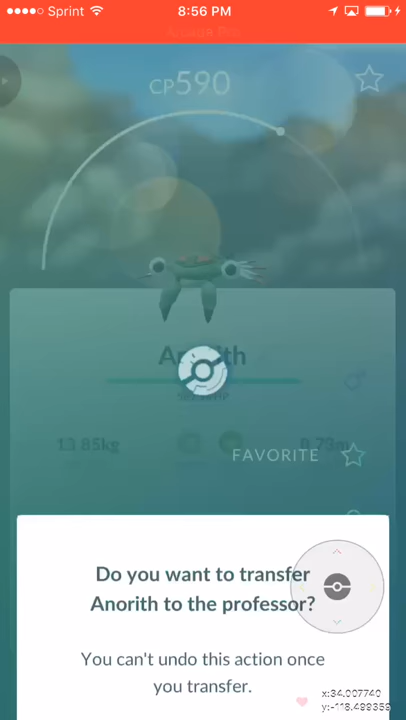 Sprint 8:56 PM
CP590
Anorith
13.85kg
0.73m
FAVORITE
Do you want to transfer
Anorith to the professor?
You can't undo this action once
you transfer.
x:34.007740
y:-118.499359